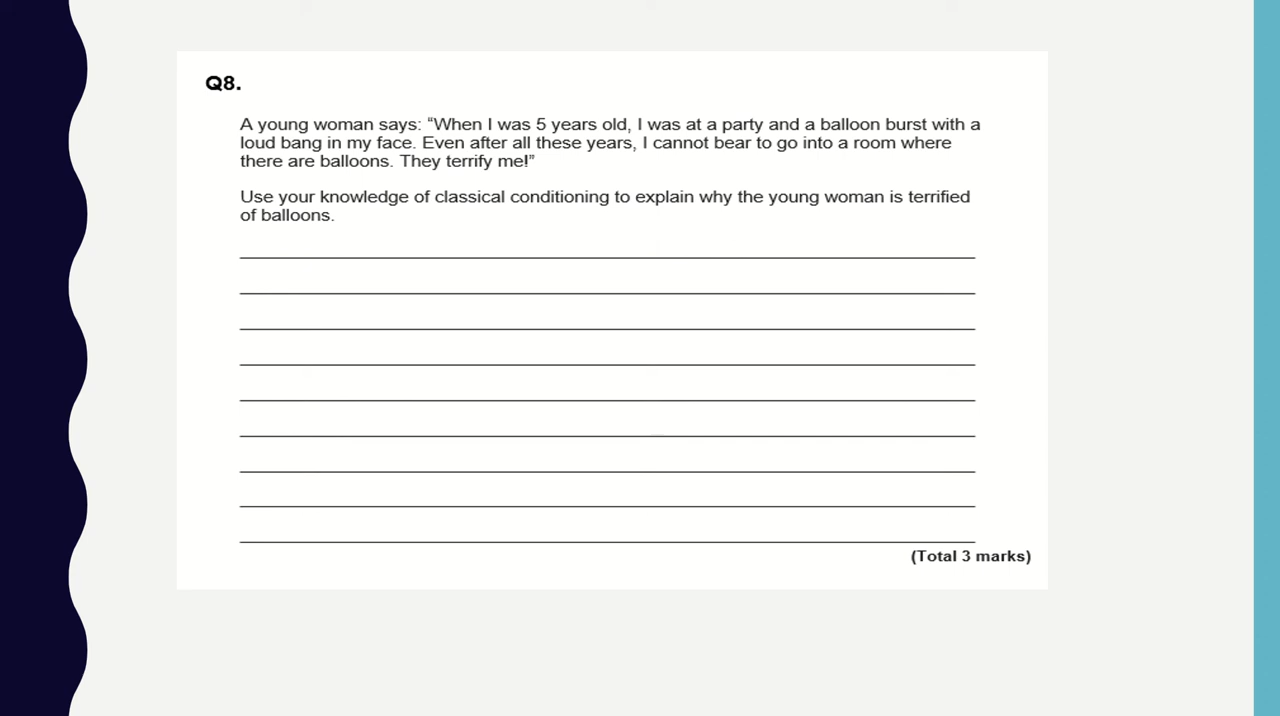 Q8.
A young woman says: “When I was 5 years old, I was at a party and a balloon burst with a
loud bang in my face. Even after all these years, I cannot bear to go into a room where
there are balloons. They terrify me!”
Use your knowledge of classical conditioning to explain why the young woman is terrified
of balloons.
(Total 3 marks)